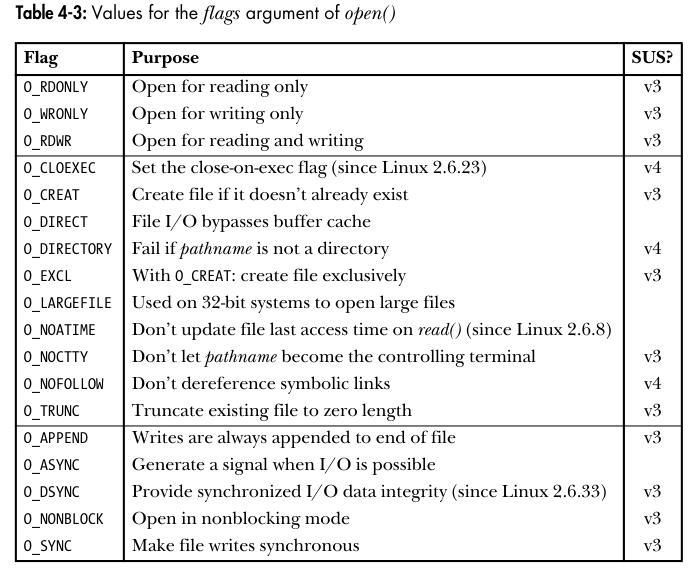 Table 4-3: Values for the flags argument of open()
Flag Purpose SUS?
O_RDONLY Open for reading only v3
O_WRONLY Open for writing only v3
O_RDWR Open for reading and writing v3
O_CLOEXEC Set the close-on-exec flag (since Linux 2.6.23) v4
O_CREAT Create file if it doesn’t already exist v3
O_DIRECT File I/O bypasses buffer cache
O_DIRECTORY Fail if pathname is not a directory v4
O_EXCL With O_CREAT: create file exclusively v3
O_LARGEFILE Used on 32-bit systems to open large files
O_NOATIME Don’t update file last access time on read() (since Linux 2.6.8)
O_NOCTTY Don’t let pathname become the controlling terminal v3
O_NOFOLLOW Don’t dereference symbolic links v4
O_TRUNC Truncate existing file to zero length v3
O_APPEND Writes are always appended to end of file v3
O_ASYNC Generate a signal when I/O is possible
O_DSYNC Provide synchronized I/O data integrity (since Linux 2.6.33) v3
O_NONBLOCK Open in nonblocking mode v3
O_SYNC Make file writes synchronous v3